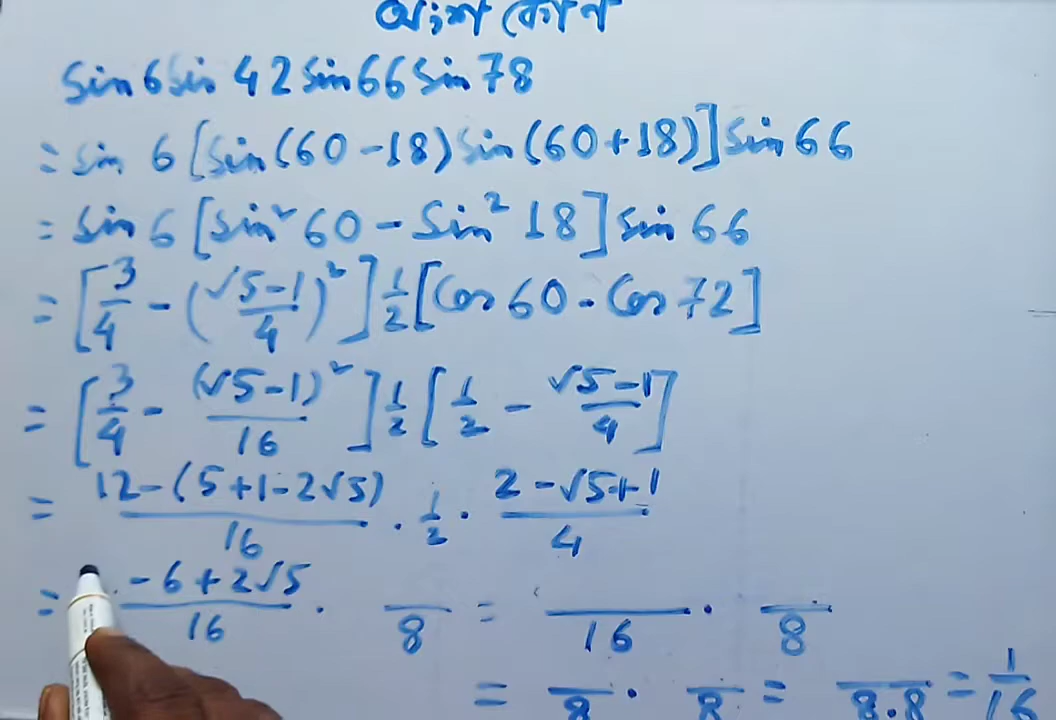 sin 6 sin 42 sin 66 sin 78
= sin 6 [sin(60 - 18) sin(60 + 18)] sin 66
= sin 6 [sin² 60 - sin² 18] sin 66
= [3/4 - (√5-1/4)²] 1/2 [cos 60 - cos 72]
= [3/4 - (√5-1)²/16] 1/2 [1/2 - √5-1/4]
= 12-(5+1-2√5)/16 . 1/2 . 2-√5+1/4
= -6+2√5/16 . /8 = /16 . /8
= /8 . /8 = /8.8 = 1/16